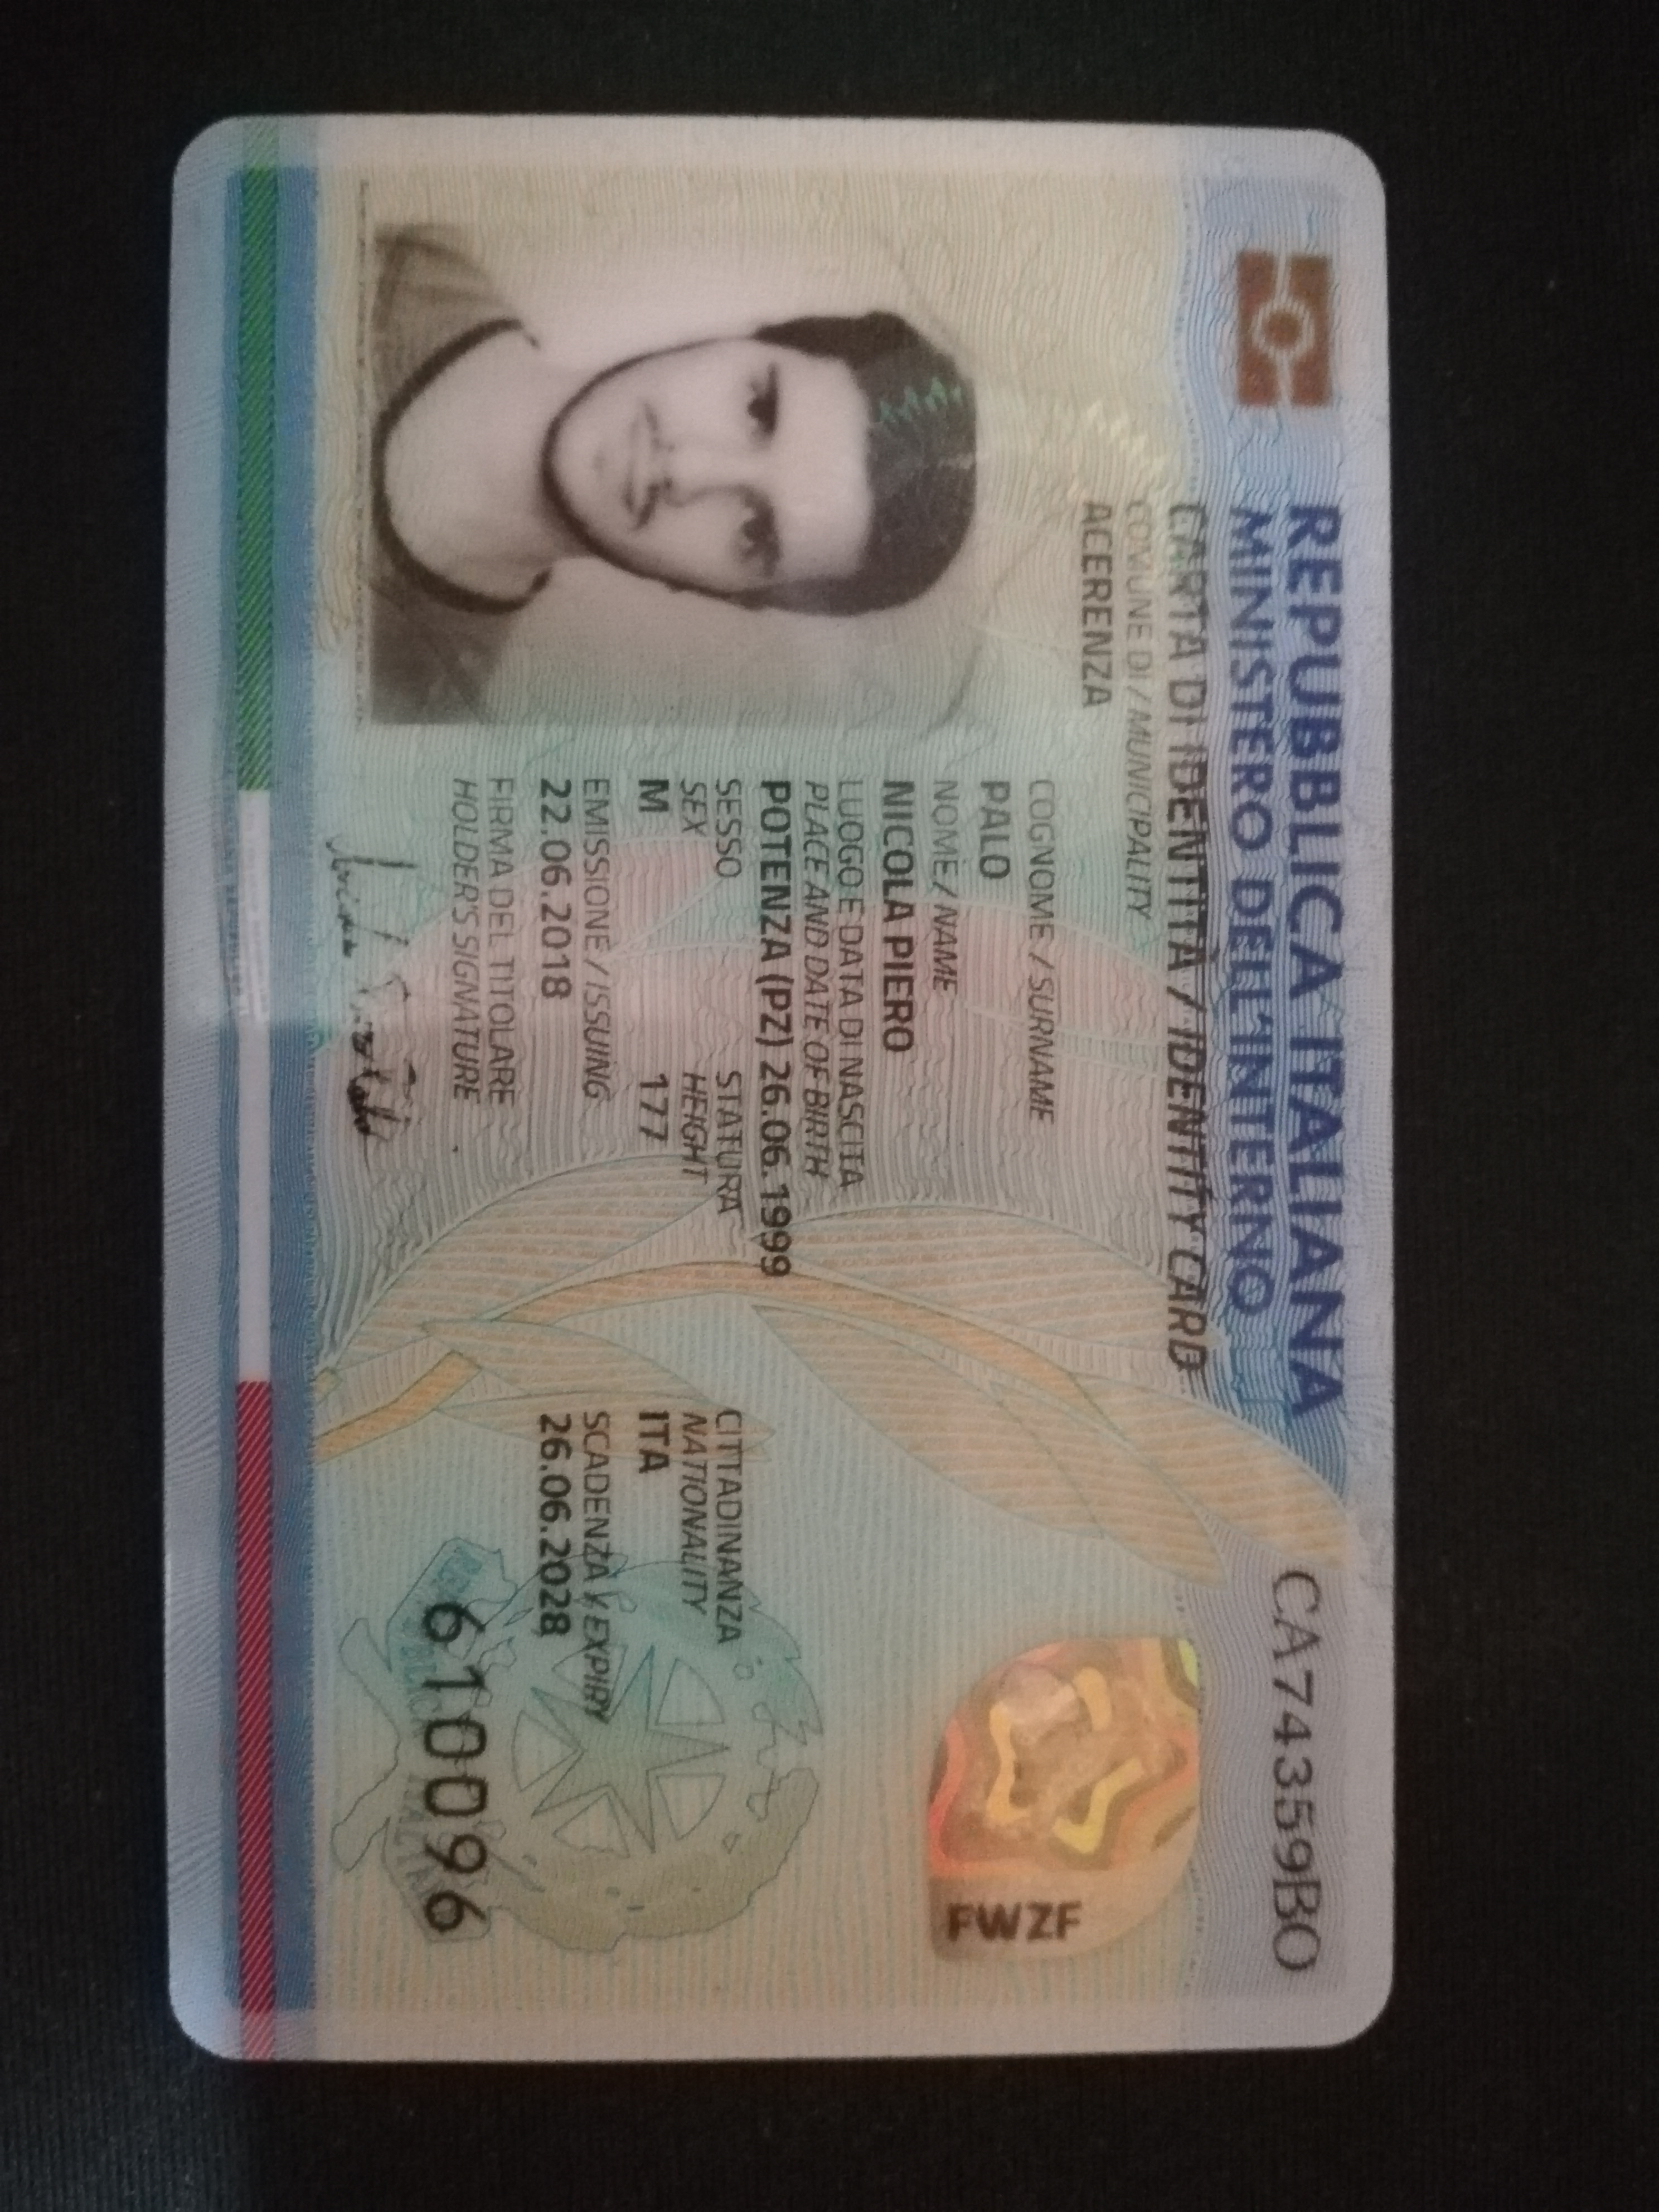 REPUBBLICA ITALIANA
MINISTERO DELL'INTERNO
CA74359BO
CARTA DI IDENTITÀ / IDENTITY CARD
COMUNE DI / MUNICIPALITY
ACERENZA
COGNOME / SURNAME
PALO
NOME / NAME
NICOLA PIERO
LUOGO E DATA DI NASCITA
PLACE AND DATE OF BIRTH
POTENZA (PZ) 26.06.1999
SESSO STATURA CITTADINANZA
SEX HEIGHT NATIONALITY
M 177 ITA
EMISSIONE / ISSUING SCADENZA / EXPIRY
22.06.2018 26.06.2028
FIRMA DEL TITOLARE
HOLDER'S SIGNATURE
610096
FWZF